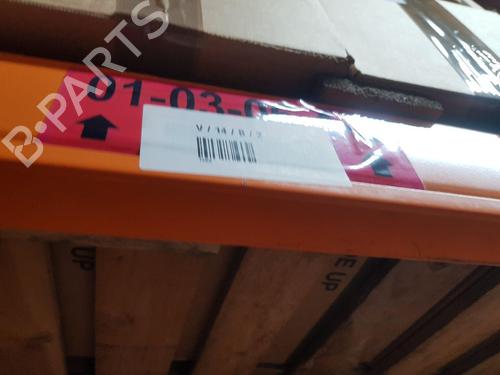 01-03-0
V / 14 / B / 2
B-PARTS
UP
UP